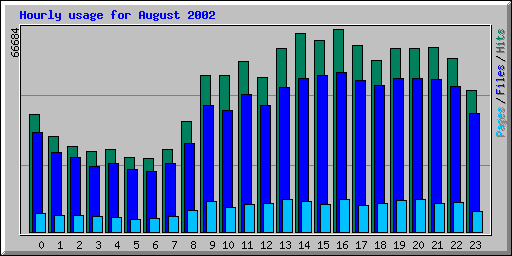 Hourly usage for August 2002
66684
Pages/Files/Hits
0 1 2 3 4 5 6 7 8 9 10 11 12 13 14 15 16 17 18 19 20 21 22 23